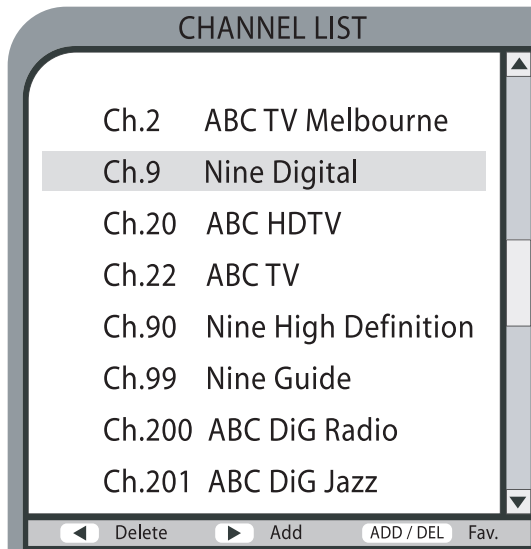 CHANNEL LIST
Ch.2 ABC TV Melbourne
Ch.9 Nine Digital
Ch.20 ABC HDTV
Ch.22 ABC TV
Ch.90 Nine High Definition
Ch.99 Nine Guide
Ch.200 ABC DiG Radio
Ch.201 ABC DiG Jazz
◀ Delete ▶ Add ADD / DEL Fav.